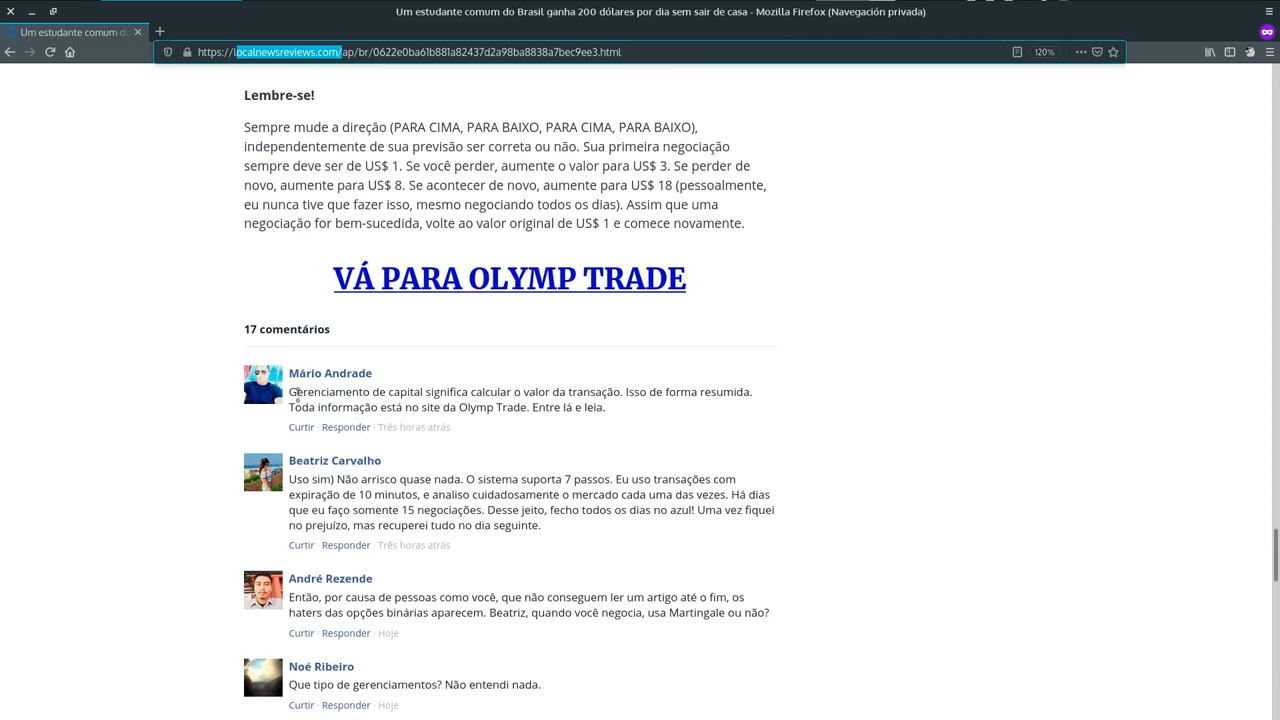 Um estudante comum do Brasil ganha 200 dólares por dia sem sair de casa - Mozilla Firefox (Navegación privada)
Um estudante comum d
https://localnewsreviews.com/ap/br/0622e0ba61b881a82437d2a98ba8838a7bec9ee3.html
120%
Lembre-se!
Sempre mude a direção (PARA CIMA, PARA BAIXO, PARA CIMA, PARA BAIXO),
independentemente de sua previsão ser correta ou não. Sua primeira negociação
sempre deve ser de US$ 1. Se você perder, aumente o valor para US$ 3. Se perder de
novo, aumente para US$ 8. Se acontecer de novo, aumente para US$ 18 (pessoalmente,
eu nunca tive que fazer isso, mesmo negociando todos os dias). Assim que uma
negociação for bem-sucedida, volte ao valor original de US$ 1 e comece novamente.
VÁ PARA OLYMP TRADE
17 comentários
Mário Andrade
Gerenciamento de capital significa calcular o valor da transação. Isso de forma resumida.
Toda informação está no site da Olymp Trade. Entre lá e leia.
Curtir · Responder · Três horas atrás
Beatriz Carvalho
Uso sim) Não arrisco quase nada. O sistema suporta 7 passos. Eu uso transações com
expiração de 10 minutos, e analiso cuidadosamente o mercado cada uma das vezes. Há dias
que eu faço somente 15 negociações. Desse jeito, fecho todos os dias no azul! Uma vez fiquei
no prejuízo, mas recuperei tudo no dia seguinte.
Curtir · Responder · Três horas atrás
André Rezende
Então, por causa de pessoas como você, que não conseguem ler um artigo até o fim, os
haters das opções binárias aparecem. Beatriz, quando você negocia, usa Martingale ou não?
Curtir · Responder · Hoje
Noé Ribeiro
Que tipo de gerenciamentos? Não entendi nada.
Curtir · Responder · Hoje